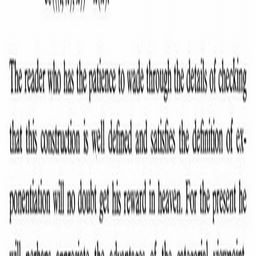 The reader who has the patience to wade through the details of checking
that this construction is well defined and satisfies the definition of ex-
ponentiation will no doubt get his reward in heaven. For the present he
will perhaps appreciate the advantages of the categorial viewpoint